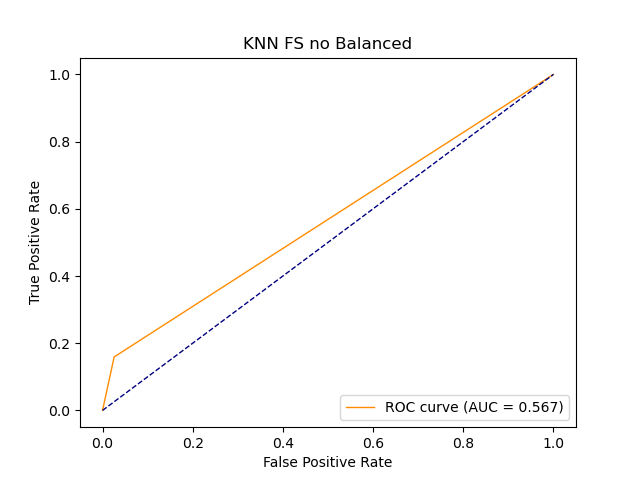 KNN FS no Balanced
True Positive Rate
1.0
0.8
0.6
0.4
0.2
0.0
ROC curve (AUC = 0.567)
0.0 0.2 0.4 0.6 0.8 1.0
False Positive Rate